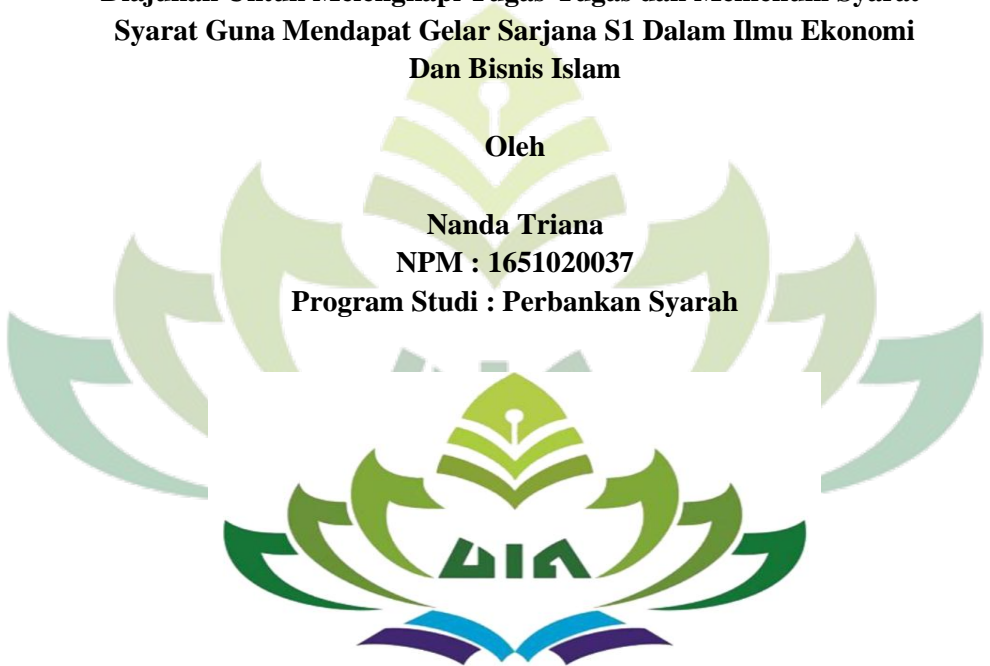 Syarat Guna Mendapat Gelar Sarjana S1 Dalam Ilmu Ekonomi
Dan Bisnis Islam
Oleh
Nanda Triana
NPM : 1651020037
Program Studi : Perbankan Syarah
UIN